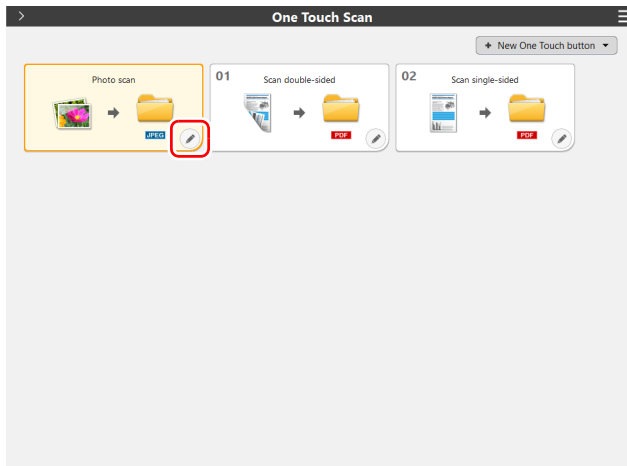 One Touch Scan
+ New One Touch button
Photo scan
JPEG
01 Scan double-sided
PDF
02 Scan single-sided
PDF